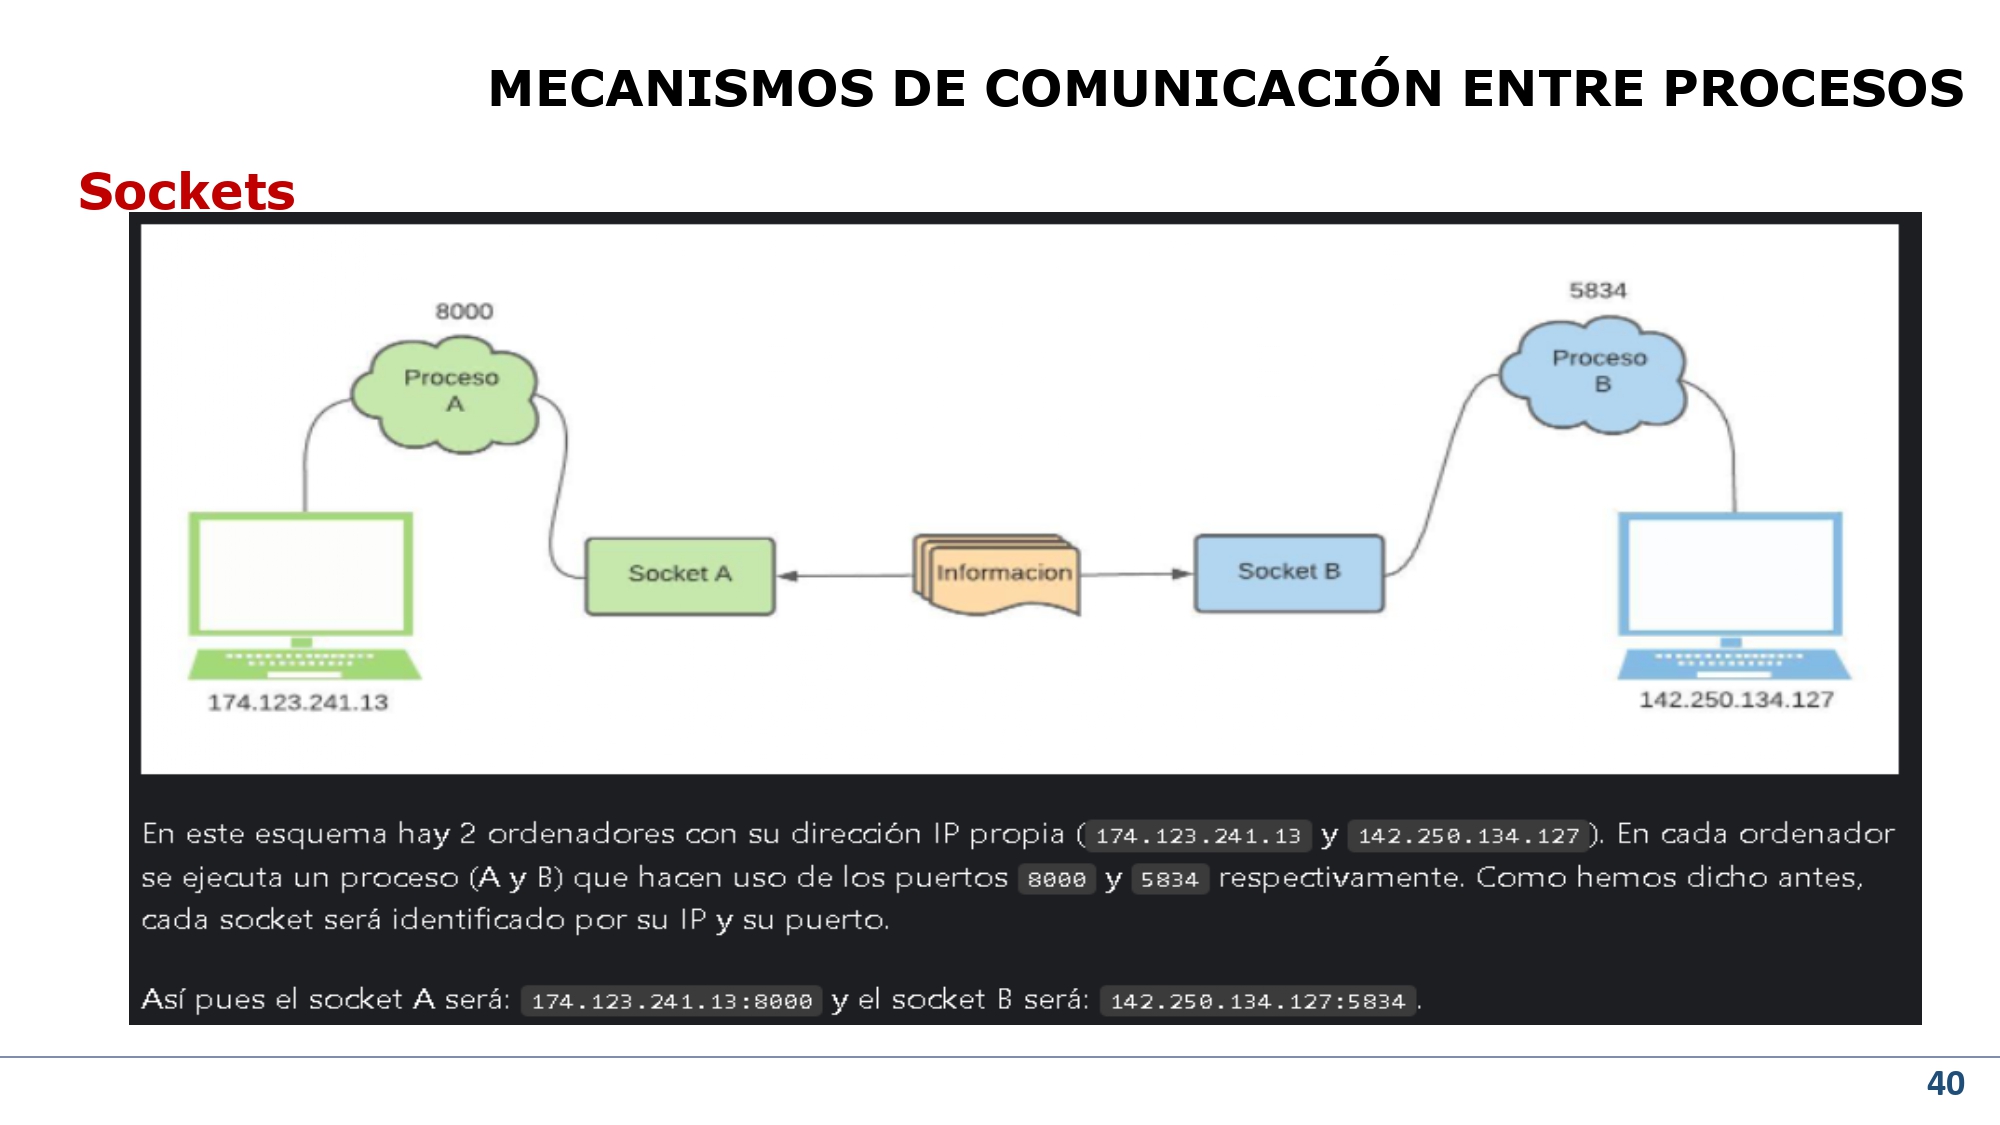 MECANISMOS DE COMUNICACIÓN ENTRE PROCESOS
Sockets
8000
5834
Proceso
A
Proceso
B
Socket A
Informacion
Socket B
174.123.241.13
142.250.134.127
En este esquema hay 2 ordenadores con su dirección IP propia ( 174.123.241.13 y 142.250.134.127 ). En cada ordenador
se ejecuta un proceso (A y B) que hacen uso de los puertos 8000 y 5834 respectivamente. Como hemos dicho antes,
cada socket será identificado por su IP y su puerto.
Así pues el socket A será: 174.123.241.13:8000 y el socket B será: 142.250.134.127:5834 .
40